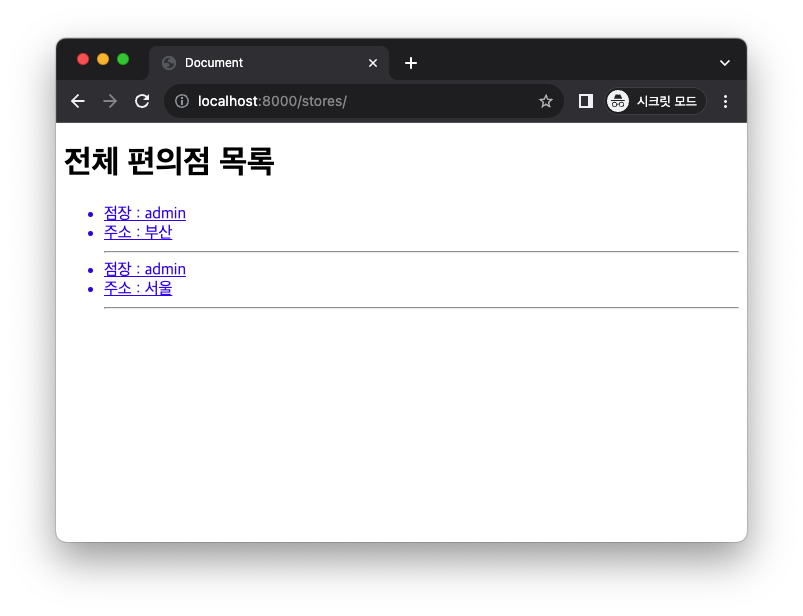 Document
localhost:8000/stores/
시크릿 모드
전체 편의점 목록
점장 : admin
주소 : 부산
점장 : admin
주소 : 서울